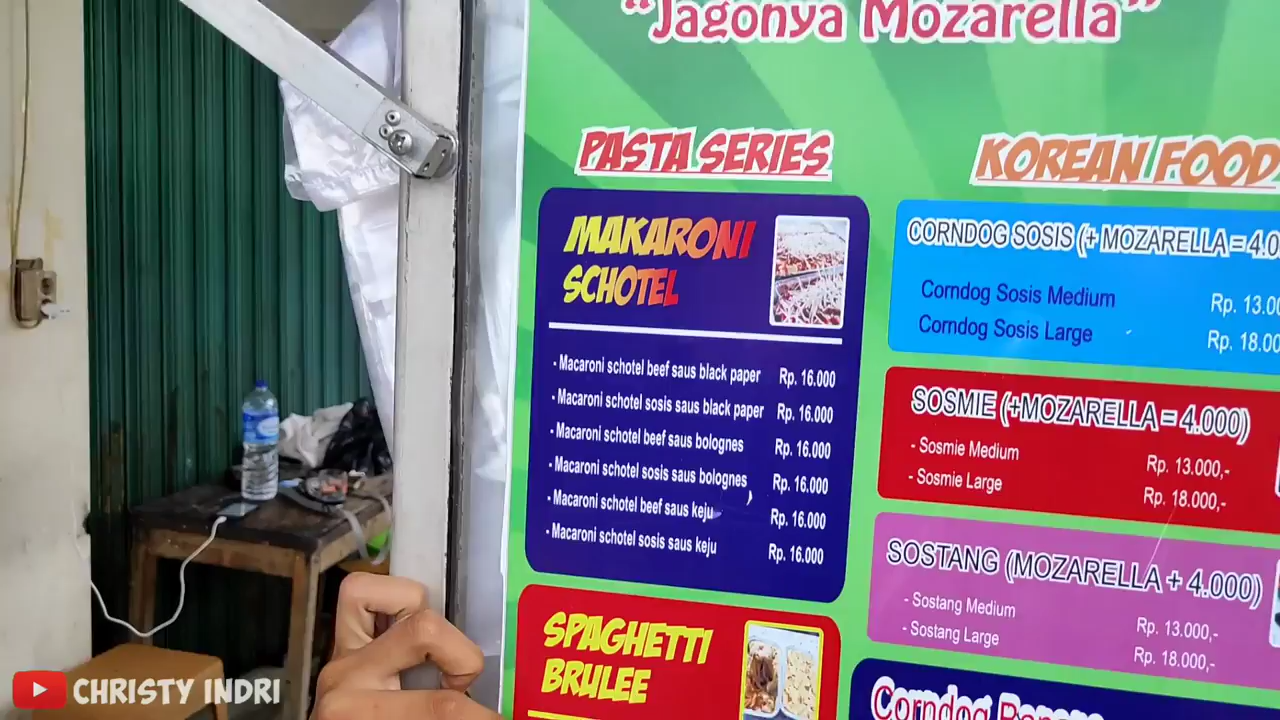 "Jagonya Mozarella"
PASTA SERIES
MAKARONI
SCHOTEL
- Macaroni schotel beef saus black paper Rp. 16.000
- Macaroni schotel sosis saus black paper Rp. 16.000
- Macaroni schotel beef saus bolognes Rp. 16.000
- Macaroni schotel sosis saus bolognes Rp. 16.000
- Macaroni schotel beef saus keju Rp. 16.000
- Macaroni schotel sosis saus keju Rp. 16.000
SPAGHETTI
BRULEE
KOREAN FOOD
CORNDOG SOSIS (+ MOZARELLA = 4.0
Corndog Sosis Medium Rp. 13.00
Corndog Sosis Large Rp. 18.00
SOSMIE (+MOZARELLA = 4.000)
- Sosmie Medium Rp. 13.000,-
- Sosmie Large Rp. 18.000,-
SOSTANG (MOZARELLA + 4.000)
- Sostang Medium Rp. 13.000,-
- Sostang Large Rp. 18.000,-
Corndog
CHRISTY INDRI